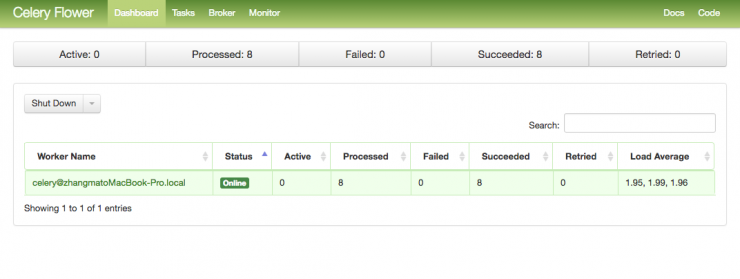 Celery Flower Dashboard Tasks Broker Monitor Docs Code
Active: 0 Processed: 8 Failed: 0 Succeeded: 8 Retried: 0
Shut Down
Search:
Worker Name Status Active Processed Failed Succeeded Retried Load Average
celery@zhangmatoMacBook-Pro.local Online 0 8 0 8 0 1.95, 1.99, 1.96
Showing 1 to 1 of 1 entries